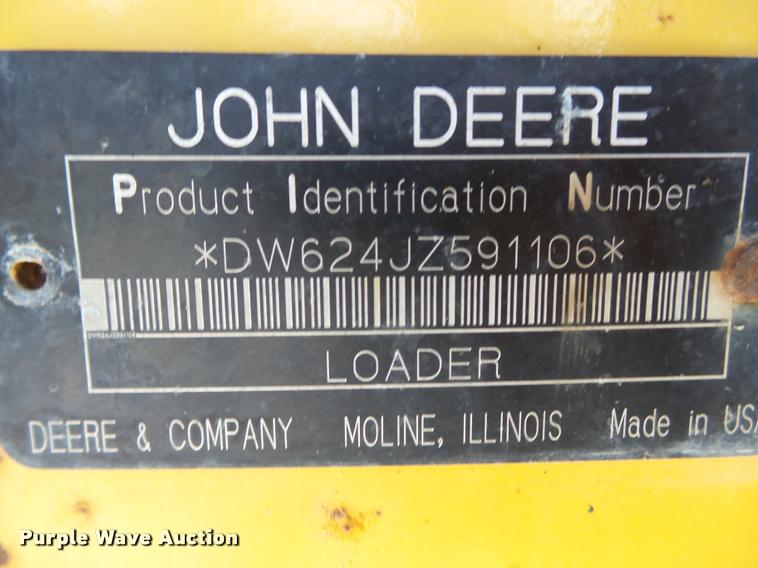 JOHN DEERE
Product Identification Number
*DW624JZ591106*
LOADER
DEERE & COMPANY MOLINE, ILLINOIS Made in USA
Purple Wave Auction